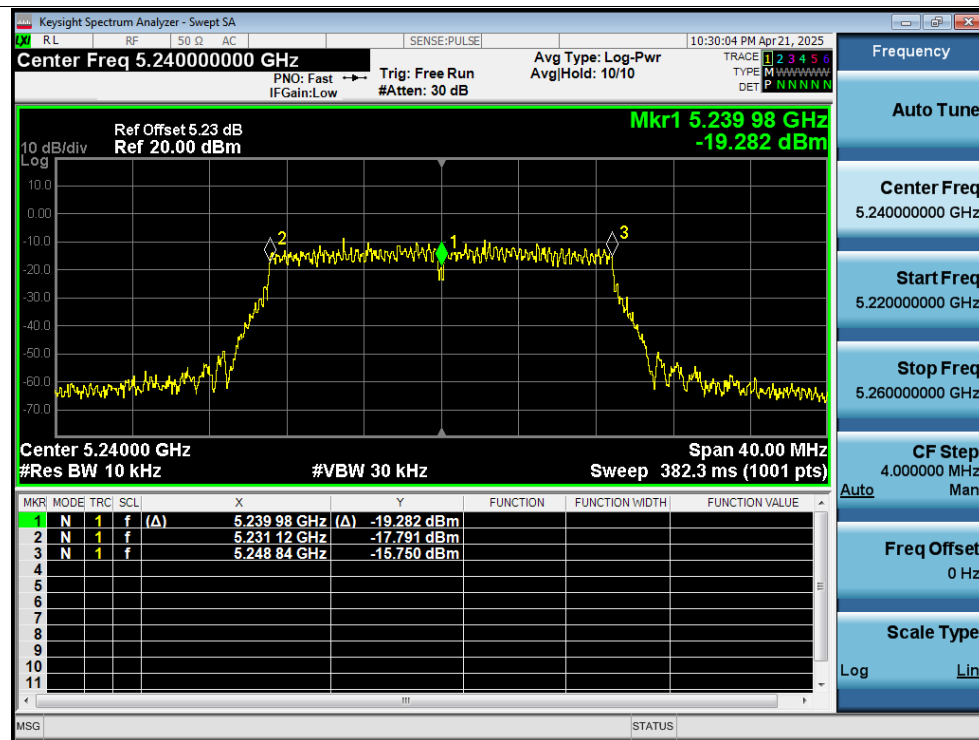 Keysight Spectrum Analyzer - Swept SA
LXI RL RF 50 Ω AC SENSE:PULSE 10:30:04 PM Apr 21, 2025
Center Freq 5.240000000 GHz
PNO: Fast
IFGain:Low
Trig: Free Run
#Atten: 30 dB
Avg Type: Log-Pwr
Avg|Hold: 10/10
TRACE 1 2 3 4 5 6
TYPE M W W W W W
DET P N N N N N
Mkr1 5.239 98 GHz
-19.282 dBm
Ref Offset 5.23 dB
10 dB/div Ref 20.00 dBm
Log
10.0
0.00
-10.0
-20.0
-30.0
-40.0
-50.0
-60.0
-70.0
2
1
3
Center 5.24000 GHz Span 40.00 MHz
#Res BW 10 kHz #VBW 30 kHz Sweep 382.3 ms (1001 pts)
MKR MODE TRC SCL X Y FUNCTION FUNCTION WIDTH FUNCTION VALUE
1 N 1 f (Δ) 5.239 98 GHz (Δ) -19.282 dBm
2 N 1 f 5.231 12 GHz -17.791 dBm
3 N 1 f 5.248 84 GHz -15.750 dBm
4
5
6
7
8
9
10
11
MSG STATUS
Frequency
Auto Tune
Center Freq
5.240000000 GHz
Start Freq
5.220000000 GHz
Stop Freq
5.260000000 GHz
CF Step
4.000000 MHz
Auto Man
Freq Offset
0 Hz
Scale Type
Log Lin